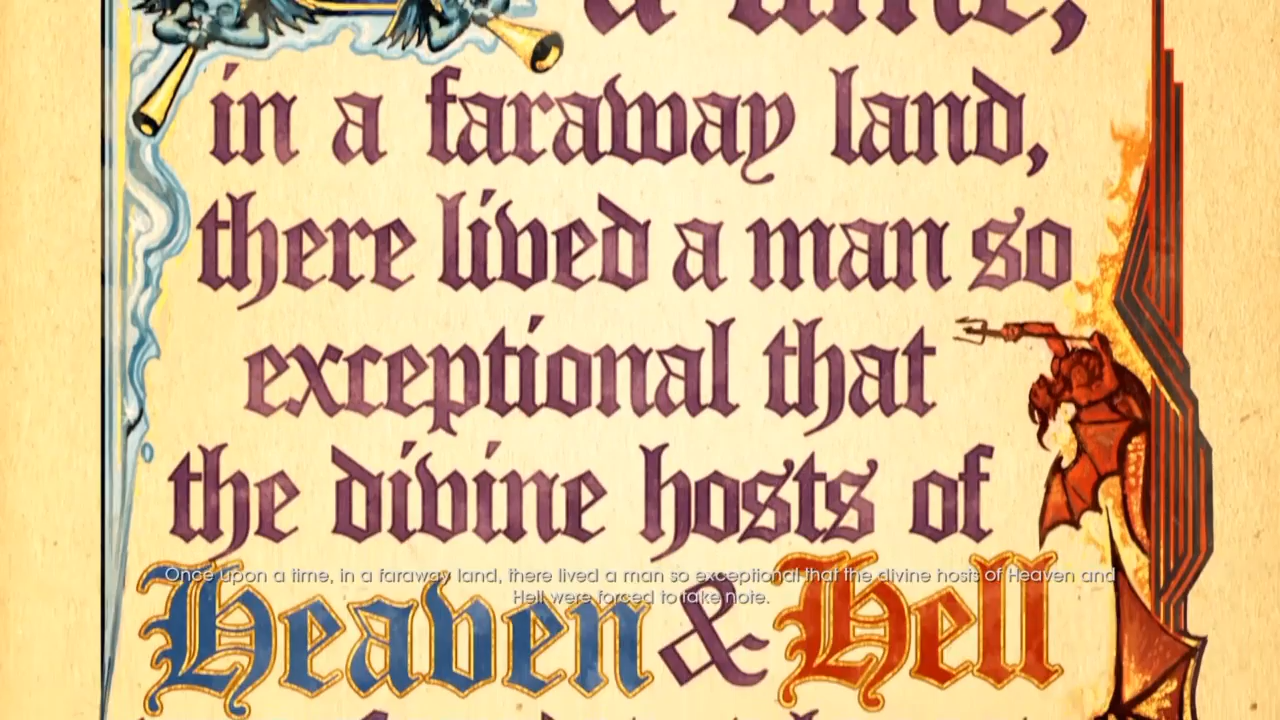 a time,
in a faraway land,
there lived a man so
exceptional that
the divine hosts of
Heaven & Hell
Once upon a time, in a faraway land, there lived a man so exceptional that the divine hosts of Heaven and
Hell were forced to take note.